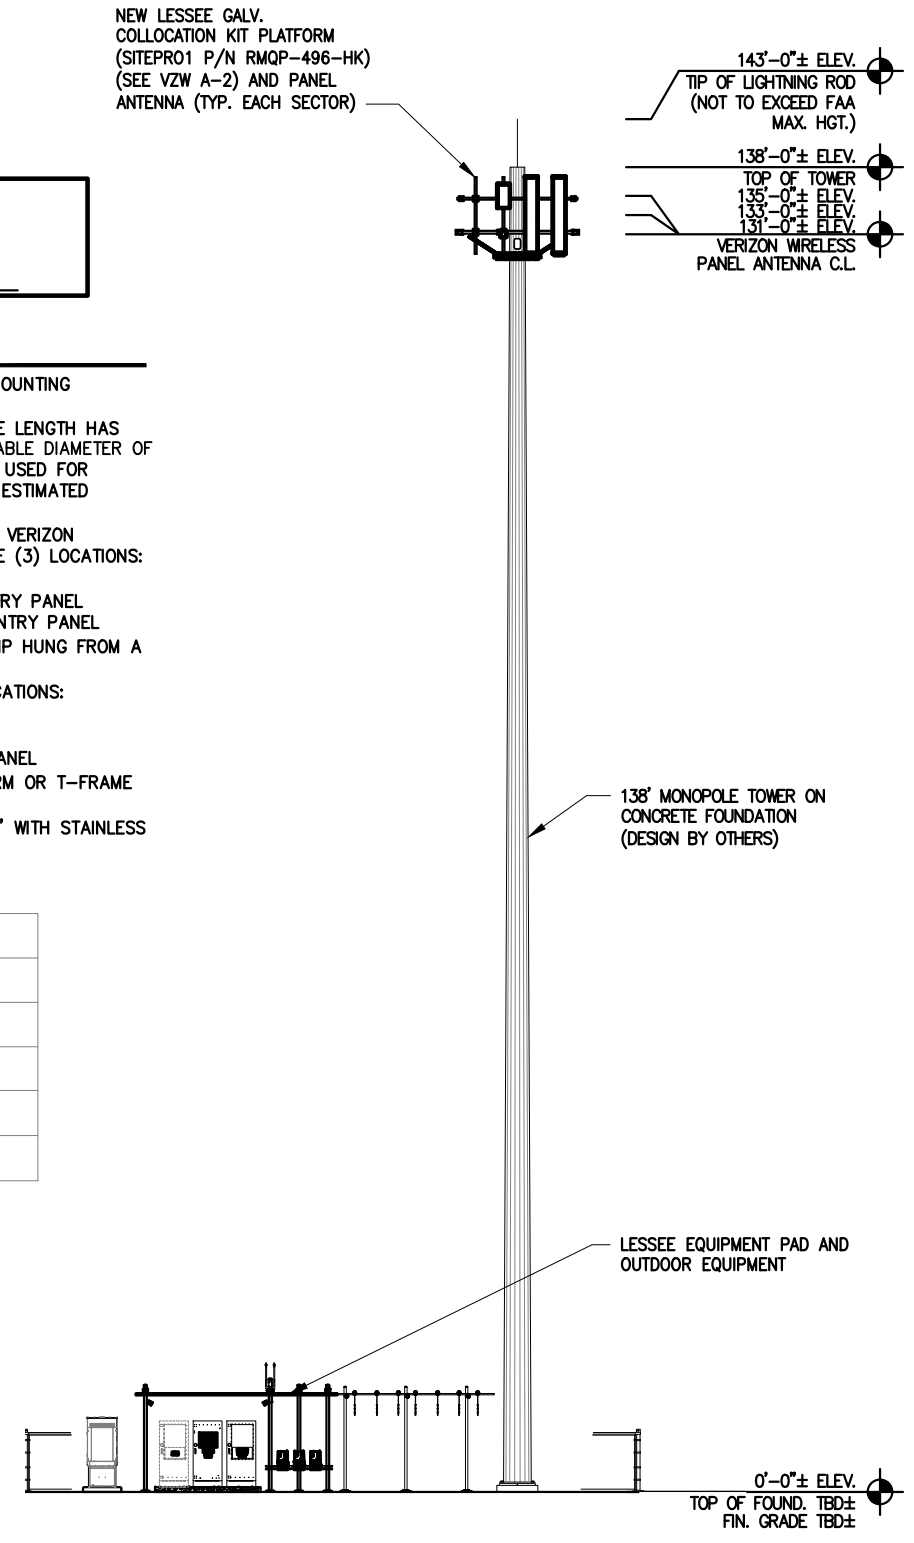 NEW LESSEE GALV.
COLLOCATION KIT PLATFORM
(SITEPRO1 P/N RMQP-496-HK)
(SEE VZW A-2) AND PANEL
ANTENNA (TYP. EACH SECTOR)
143'-0"± ELEV.
TIP OF LIGHTNING ROD
(NOT TO EXCEED FAA
MAX. HGT.)
138'-0"± ELEV.
TOP OF TOWER
135'-0"± ELEV.
133'-0"± ELEV.
131'-0"± ELEV.
VERIZON WIRELESS
PANEL ANTENNA C.L.
OUNTING
E LENGTH HAS
ABLE DIAMETER OF
USED FOR
ESTIMATED
VERIZON
E (3) LOCATIONS:
RY PANEL
NTRY PANEL
IP HUNG FROM A
CATIONS:
ANEL
RM OR T-FRAME
' WITH STAINLESS
138' MONOPOLE TOWER ON
CONCRETE FOUNDATION
(DESIGN BY OTHERS)
LESSEE EQUIPMENT PAD AND
OUTDOOR EQUIPMENT
0'-0"± ELEV.
TOP OF FOUND. TBD±
FIN. GRADE TBD±